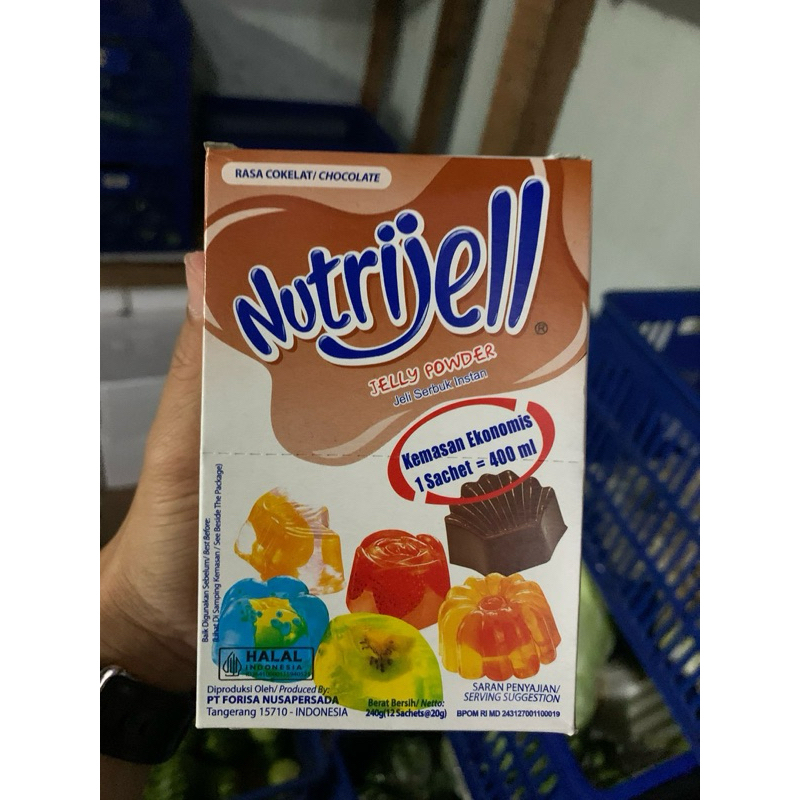 RASA COKELAT/ CHOCOLATE
Nutrijell
®
JELLY POWDER
Jeli Serbuk Instan
Kemasan Ekonomis
1 Sachet = 400 ml
Baik Digunakan Sebelum/ Best Before:
Lihat Di Samping Kemasan / See Beside The Package)
HALAL
INDONESIA
Diproduksi Oleh/ Produced By:
PT FORISA NUSAPERSADA
Tangerang 15710 - INDONESIA
Berat Bersih/ Netto:
240g(12 Sachets@20g)
SARAN PENYAJIAN/
SERVING SUGGESTION
BPOM RI MD 243127001100019